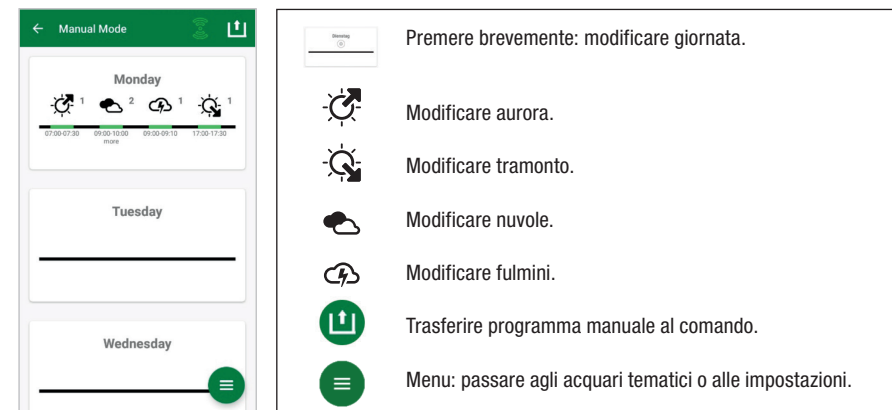 Manual Mode
Monday
1 2 1 1
07:00-07:30 09:00-10:00 09:00-09:10 17:00-17:30
more
Tuesday
Wednesday
Dienstag
Premere brevemente: modificare giornata.
Modificare aurora.
Modificare tramonto.
Modificare nuvole.
Modificare fulmini.
Trasferire programma manuale al comando.
Menu: passare agli acquari tematici o alle impostazioni.